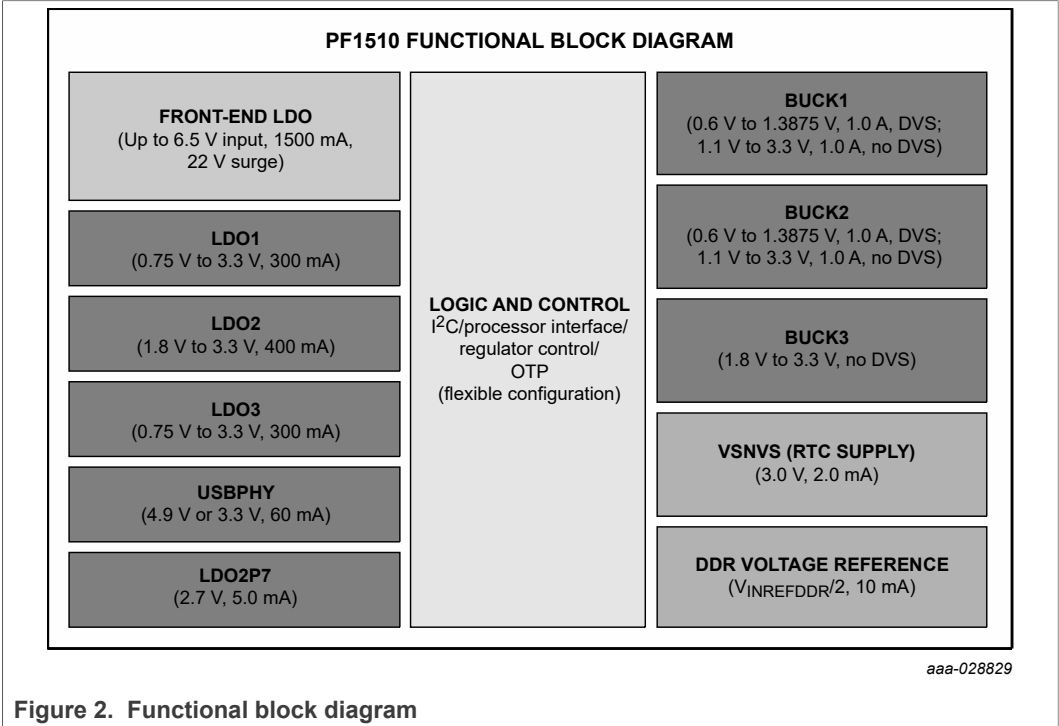 PF1510 FUNCTIONAL BLOCK DIAGRAM
FRONT-END LDO
(Up to 6.5 V input, 1500 mA,
22 V surge)
LDO1
(0.75 V to 3.3 V, 300 mA)
LDO2
(1.8 V to 3.3 V, 400 mA)
LDO3
(0.75 V to 3.3 V, 300 mA)
USBPHY
(4.9 V or 3.3 V, 60 mA)
LDO2P7
(2.7 V, 5.0 mA)
LOGIC AND CONTROL
I2C/processor interface/
regulator control/
OTP
(flexible configuration)
BUCK1
(0.6 V to 1.3875 V, 1.0 A, DVS;
1.1 V to 3.3 V, 1.0 A, no DVS)
BUCK2
(0.6 V to 1.3875 V, 1.0 A, DVS;
1.1 V to 3.3 V, 1.0 A, no DVS)
BUCK3
(1.8 V to 3.3 V, no DVS)
VSNVS (RTC SUPPLY)
(3.0 V, 2.0 mA)
DDR VOLTAGE REFERENCE
(VINREFDDR/2, 10 mA)
aaa-028829
Figure 2. Functional block diagram